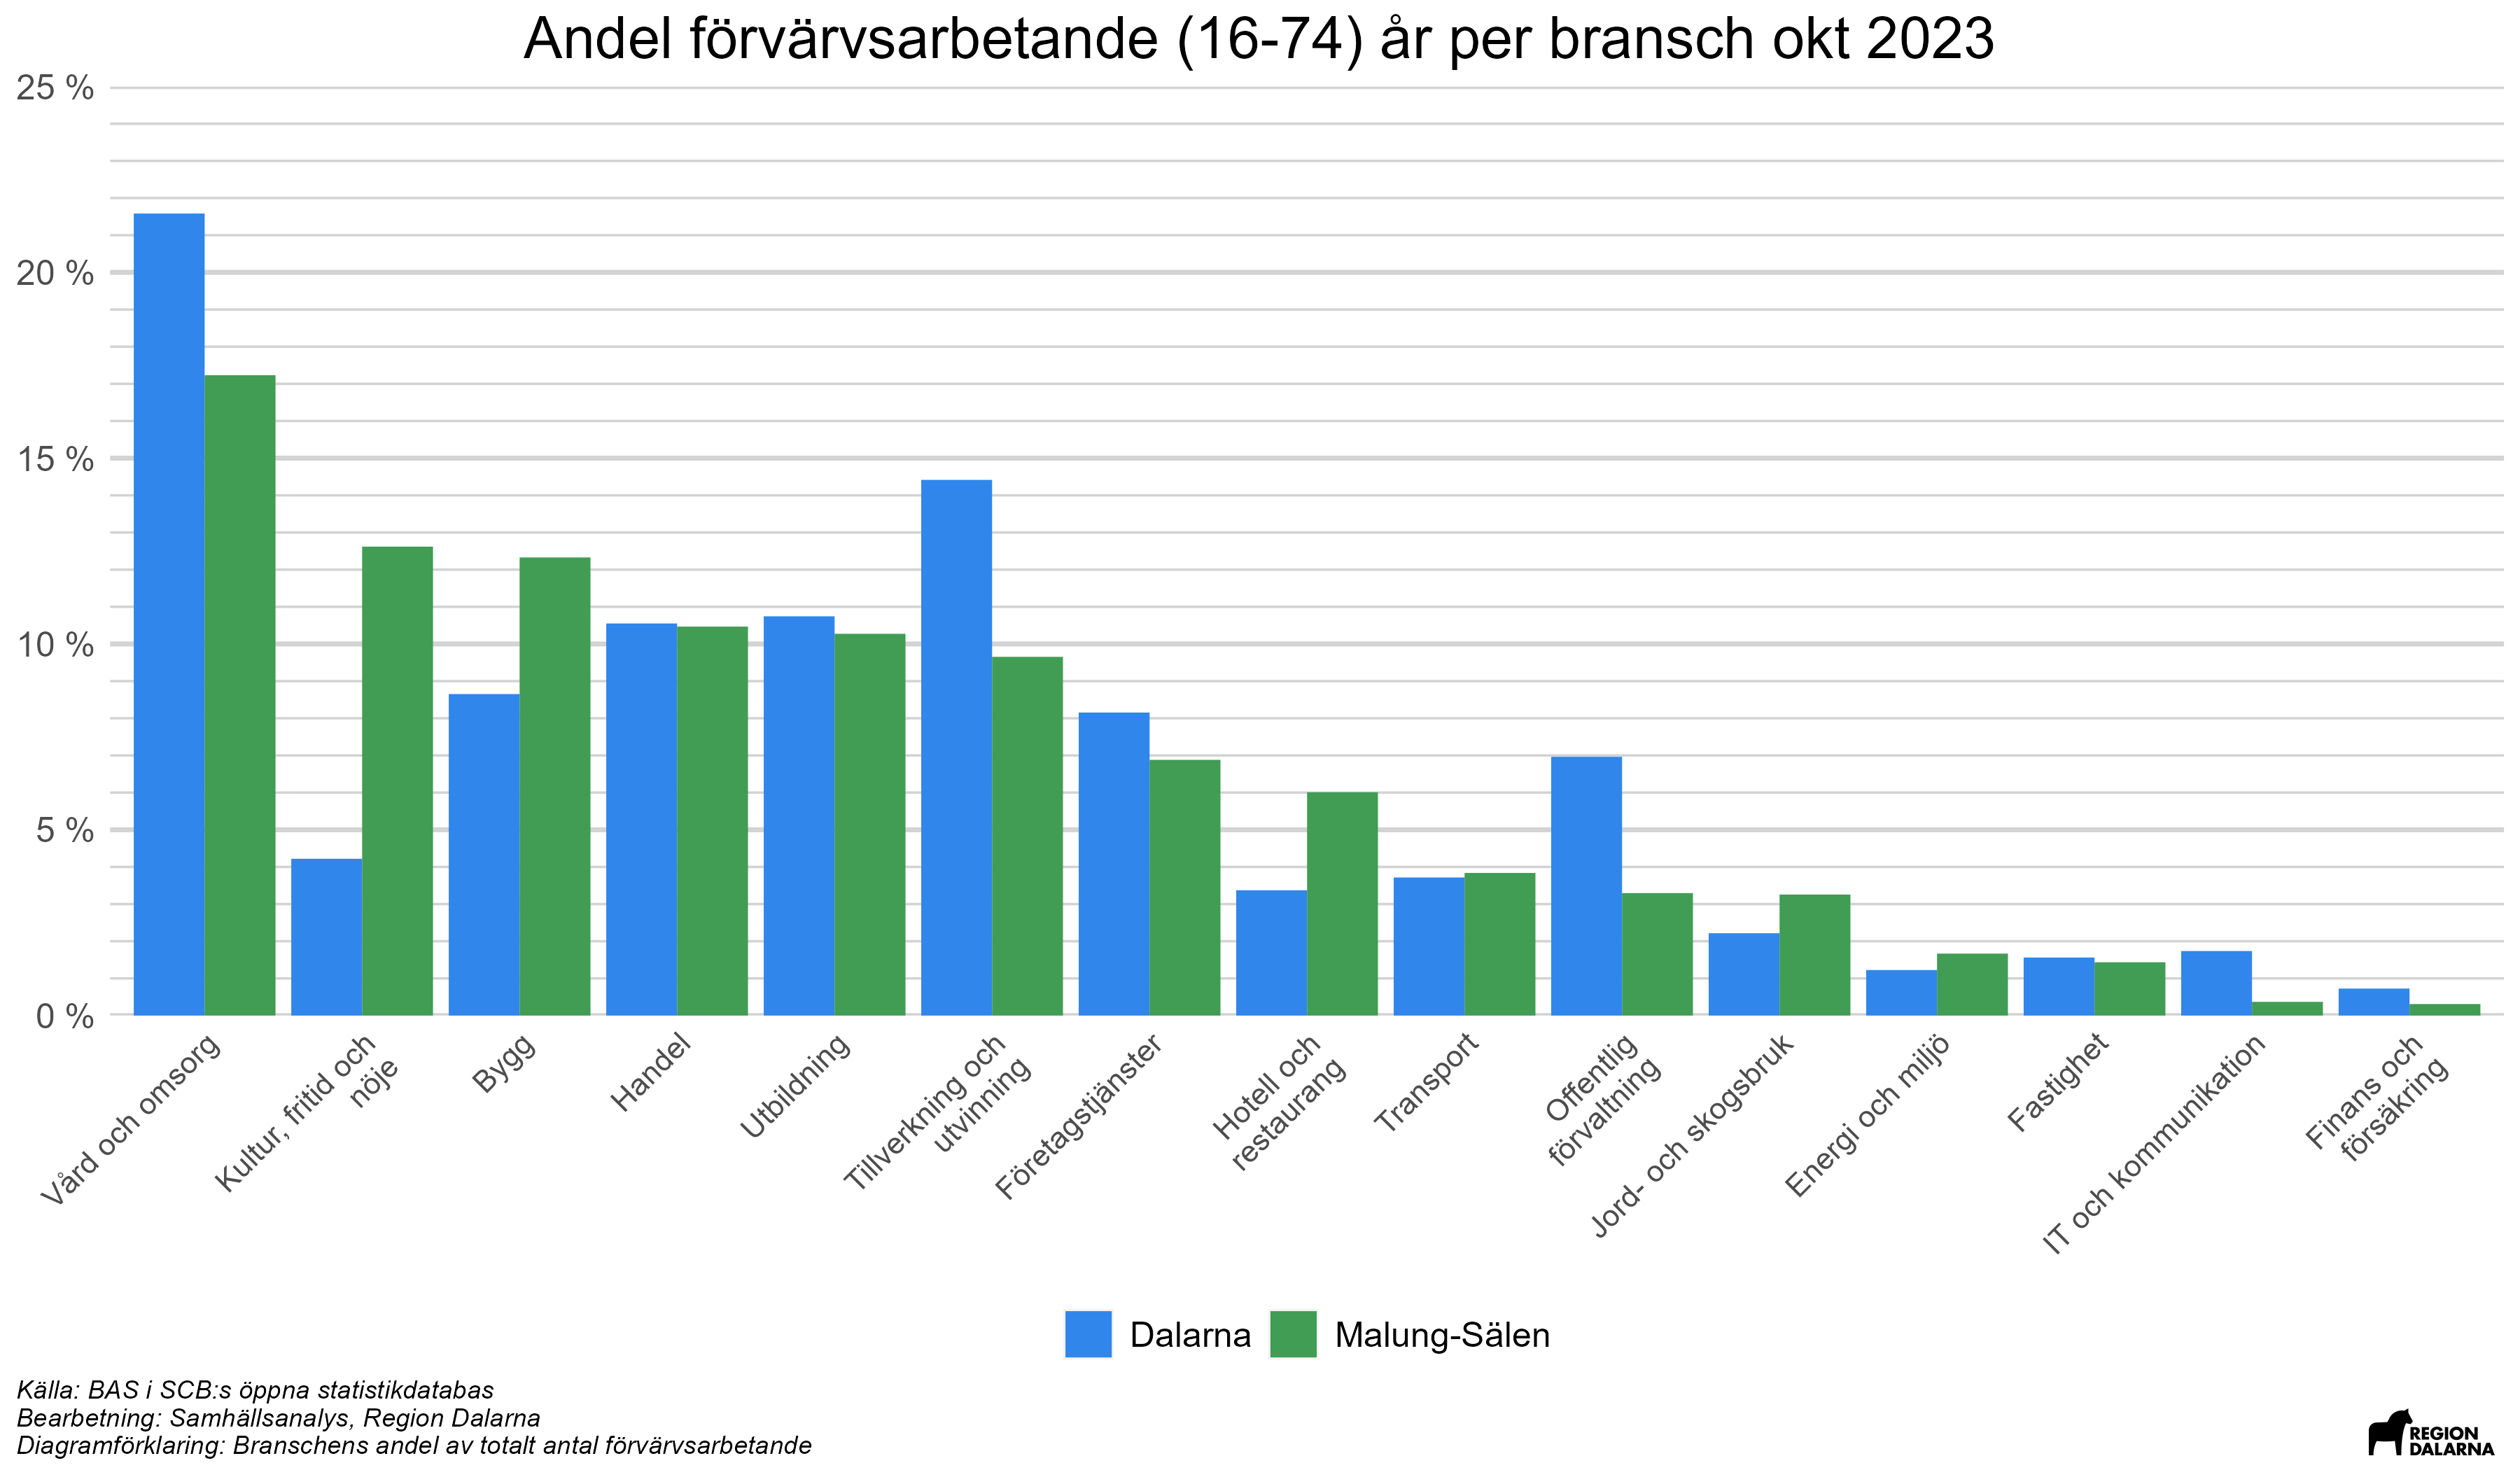 Andel förvärvsarbetande (16-74) år per bransch okt 2023
25 %
20 %
15 %
10 %
5 %
0 %
Vård och omsorg
Kultur, fritid och
nöje
Bygg
Handel
Utbildning
Tillverkning och
utvinning
Företagstjänster
Hotell och
restaurang
Transport
Offentlig
förvaltning
Jord- och skogsbruk
Energi och miljö
Fastighet
IT och kommunikation
Finans och
försäkring
Dalarna
Malung-Sälen
Källa: BAS i SCB:s öppna statistikdatabas
Bearbetning: Samhällsanalys, Region Dalarna
Diagramförklaring: Branschens andel av totalt antal förvärvsarbetande
REGION
DALARNA